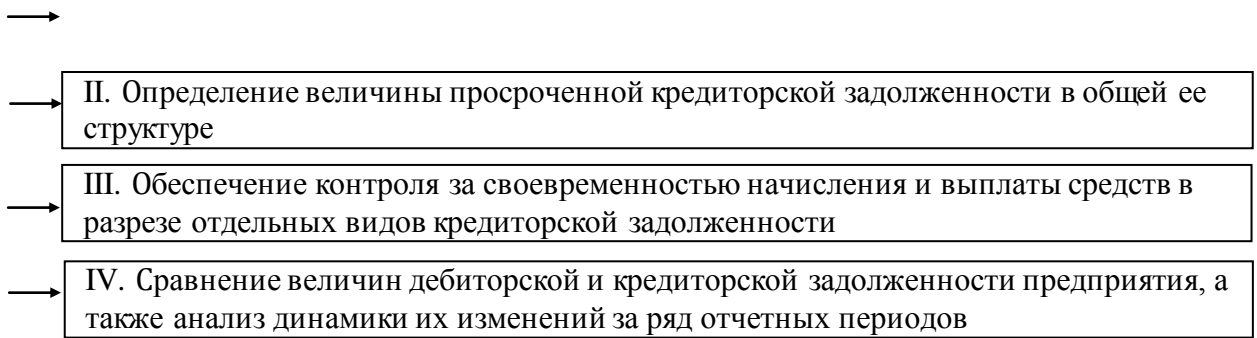 II. Определение величины просроченной кредиторской задолженности в общей ее
структуре
III. Обеспечение контроля за своевременностью начисления и выплаты средств в
разрезе отдельных видов кредиторской задолженности
IV. Сравнение величин дебиторской и кредиторской задолженности предприятия, а
также анализ динамики их изменений за ряд отчетных периодов